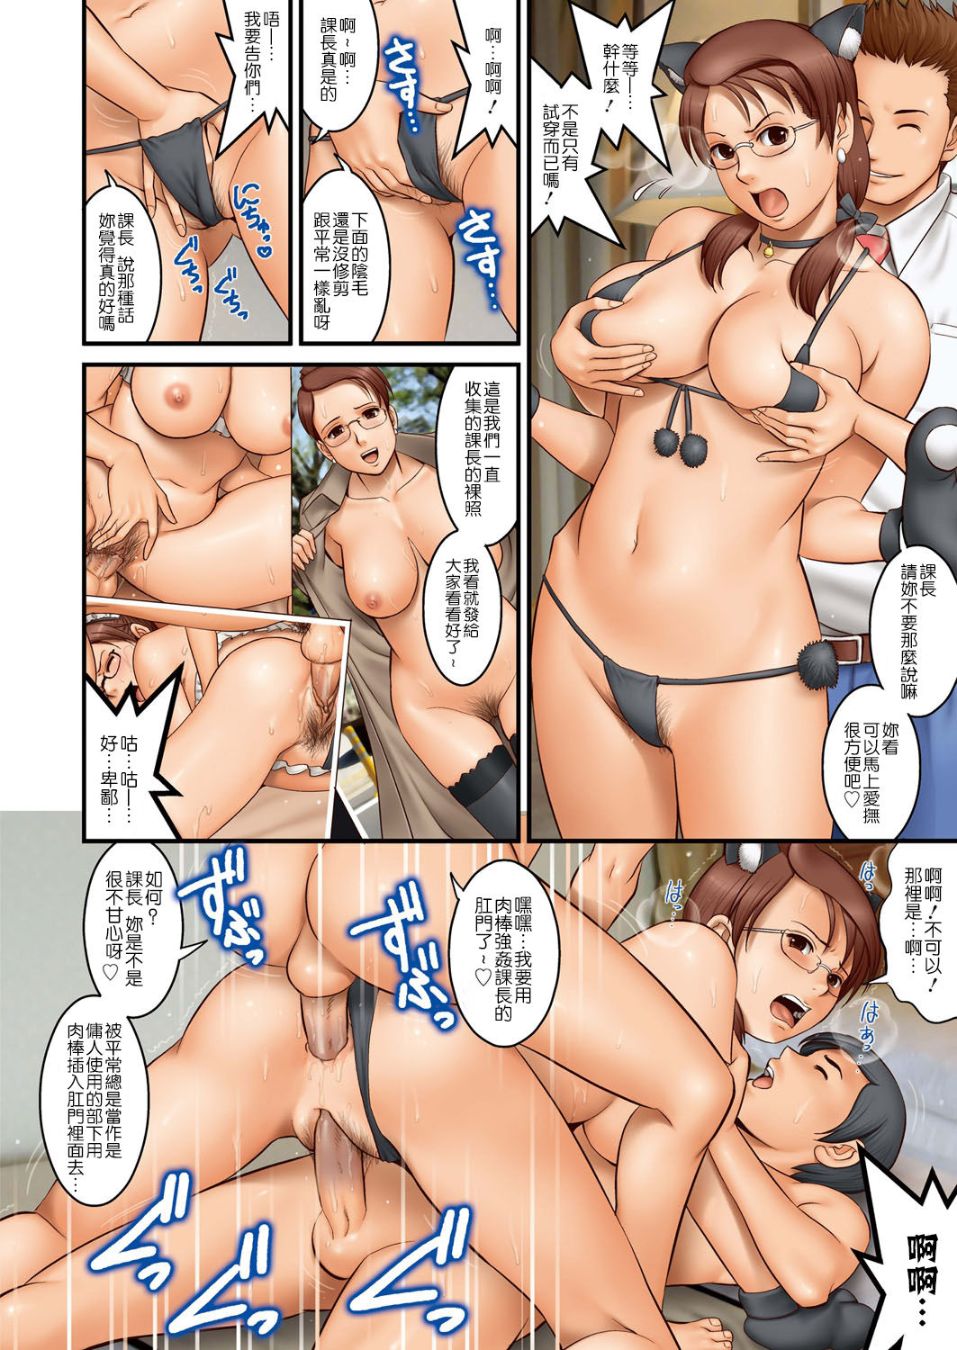 等等──…
幹什麼！
不是只有
試穿而已嗎！
課長
請妳不要那麼說嘛
妳看
可以馬上愛撫
很方便吧♡
啊…啊啊！
啊～啊…
課長真是的
さす…
さす…
下面的陰毛
還是沒修剪
跟平常一樣亂呀
唔──…
我要告你們…
にちゅっ♡
ぐちっ
ぐちっ
課長 說那種話
妳覺得真的好嗎
這是我們一直
收集的課長的裸照
我看就發給
大家看看好了～
咕…咕──…
好…卑鄙…
啊啊！不可以！
那裡是…啊…
はっ
はっ
はあっ
嘿嘿…我要用
肉棒強姦課長的
肛門了～♡
ずぶっ
ずぶっ
如何？
課長 妳是不是
很不甘心呀♡
被平常總是當作是
傭人使用的部下用
肉棒插入肛門裡面去…
啊啊…